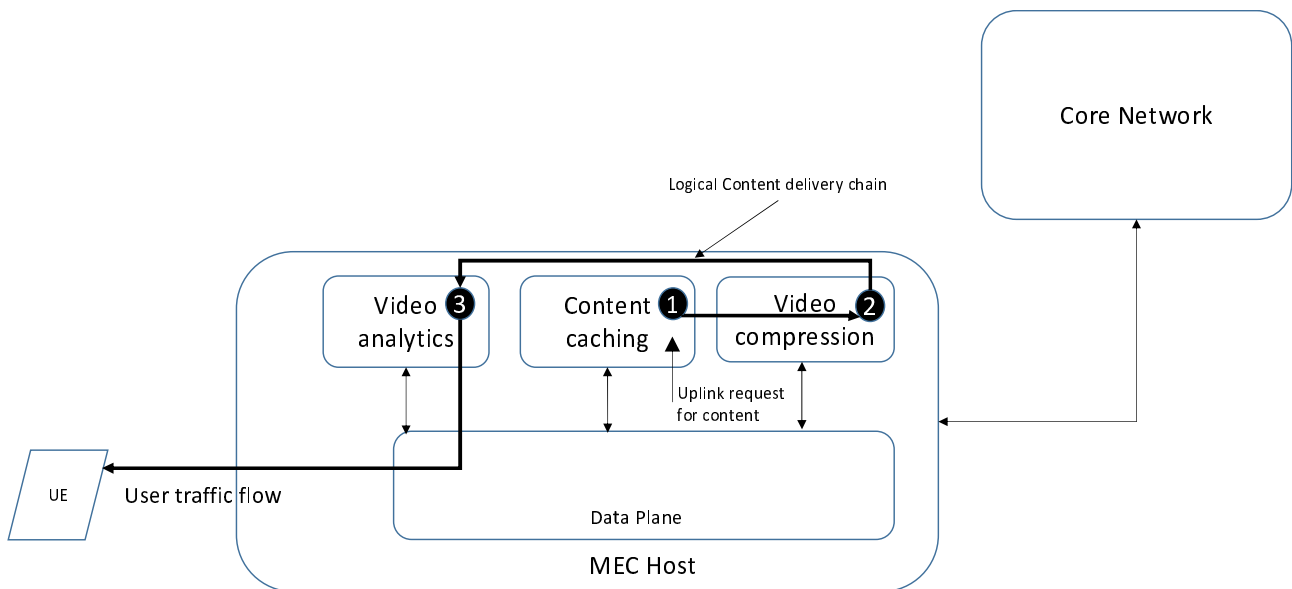 Core Network
Logical Content delivery chain
Video
analytics
3
Content
caching
1
Video
compression
2
Uplink request
for content
UE
User traffic flow
Data Plane
MEC Host